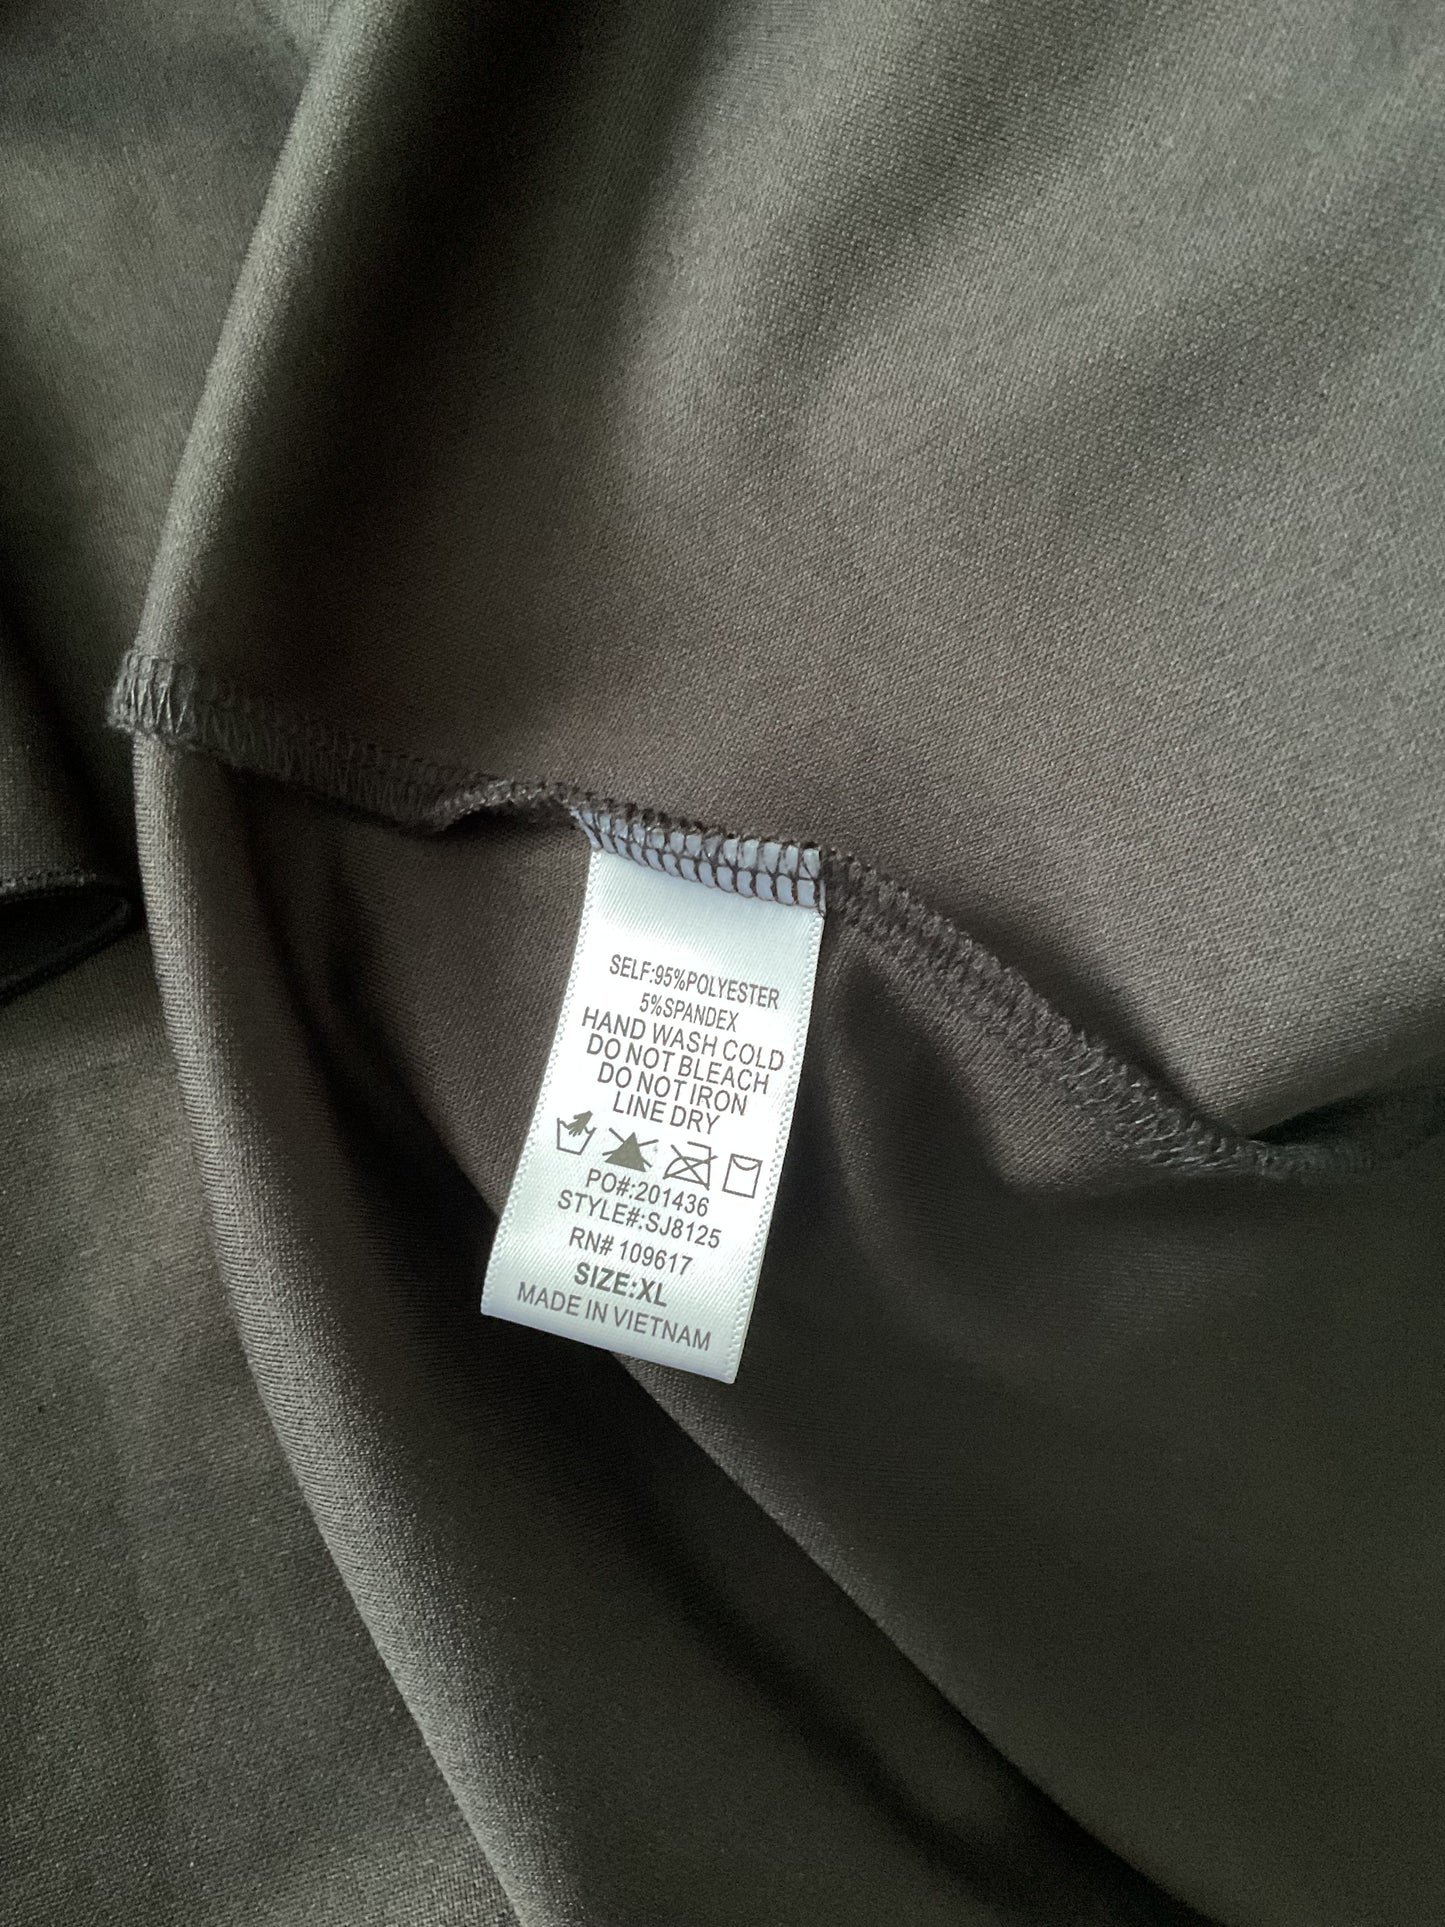 SELF:95%POLYESTER
5%SPANDEX
HAND WASH COLD
DO NOT BLEACH
DO NOT IRON
LINE DRY
PO#:201436
STYLE#:SJ8125
RN# 109617
SIZE:XL
MADE IN VIETNAM